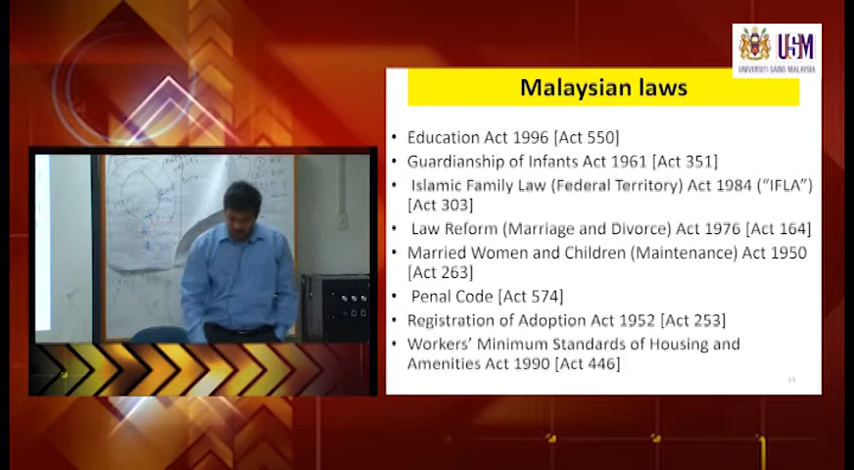 USM
UNIVERSITI SAINS MALAYSIA
Malaysian laws
• Education Act 1996 [Act 550]
• Guardianship of Infants Act 1961 [Act 351]
• Islamic Family Law (Federal Territory) Act 1984 (“IFLA”)
[Act 303]
• Law Reform (Marriage and Divorce) Act 1976 [Act 164]
• Married Women and Children (Maintenance) Act 1950
[Act 263]
• Penal Code [Act 574]
• Registration of Adoption Act 1952 [Act 253]
• Workers’ Minimum Standards of Housing and
Amenities Act 1990 [Act 446]